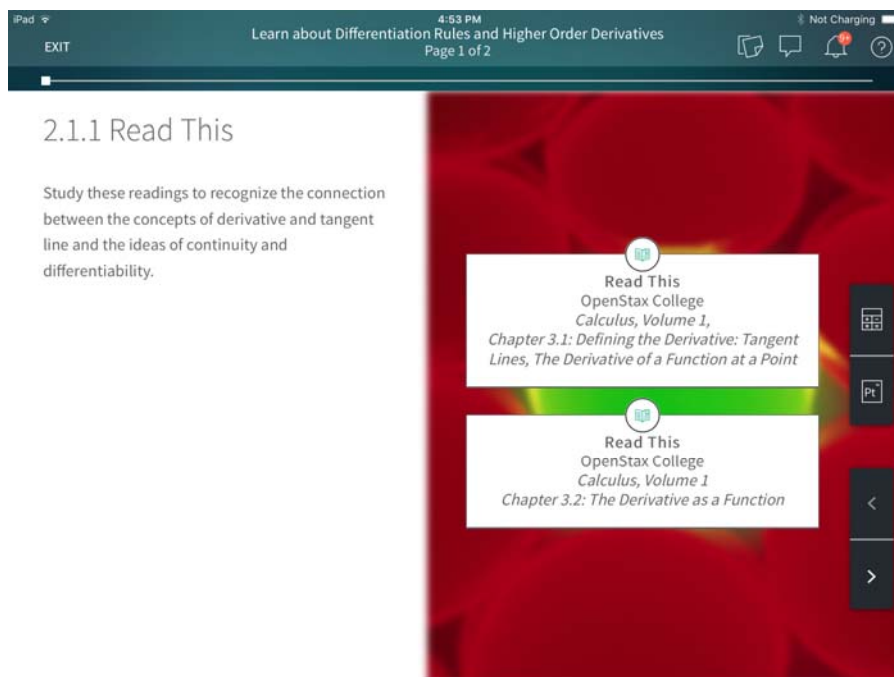 iPad
4:53 PM
Not Charging
EXIT
Learn about Differentiation Rules and Higher Order Derivatives
Page 1 of 2
9+
?
2.1.1 Read This
Study these readings to recognize the connection
between the concepts of derivative and tangent
line and the ideas of continuity and
differentiability.
Read This
OpenStax College
Calculus, Volume 1,
Chapter 3.1: Defining the Derivative: Tangent
Lines, The Derivative of a Function at a Point
Pt
Read This
OpenStax College
Calculus, Volume 1
Chapter 3.2: The Derivative as a Function